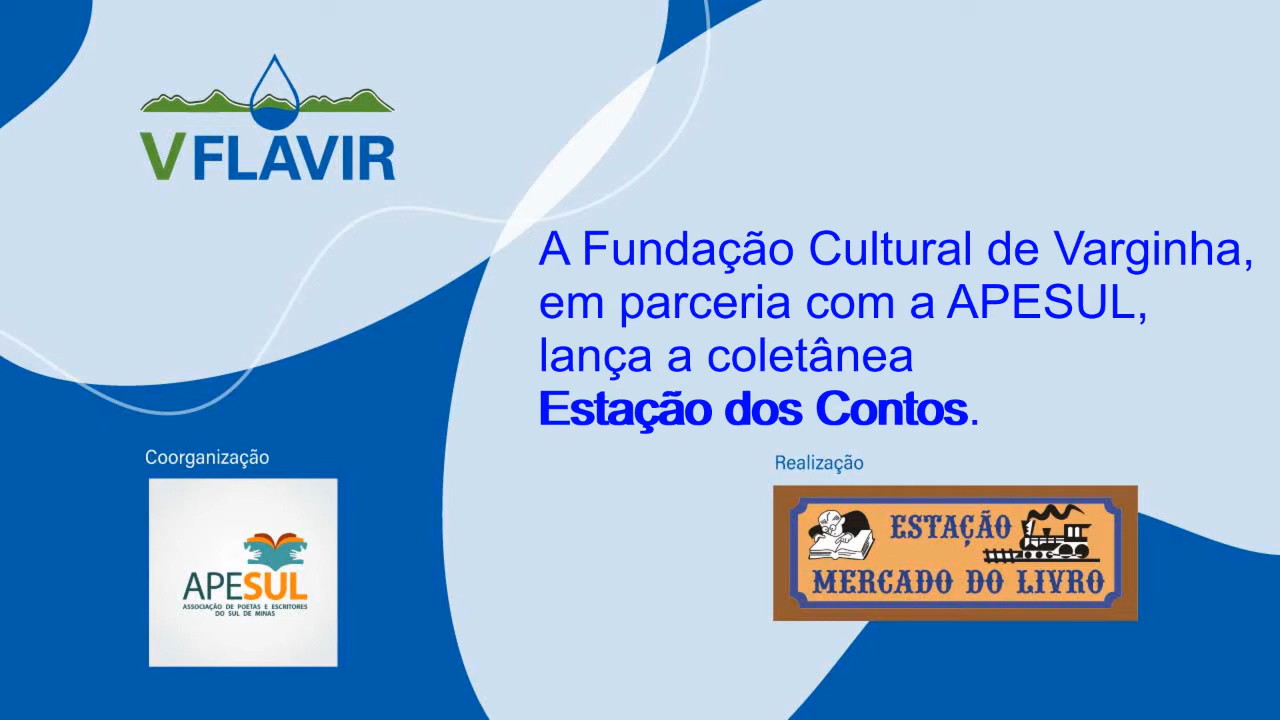 V FLAVIR
A Fundação Cultural de Varginha,
em parceria com a APESUL,
lança a coletânea
Estação dos Contos.
Coorganização
APESUL
ASSOCIAÇÃO DE POETAS E ESCRITORES
DO SUL DE MINAS
Realização
ESTAÇÃO
MERCADO DO LIVRO